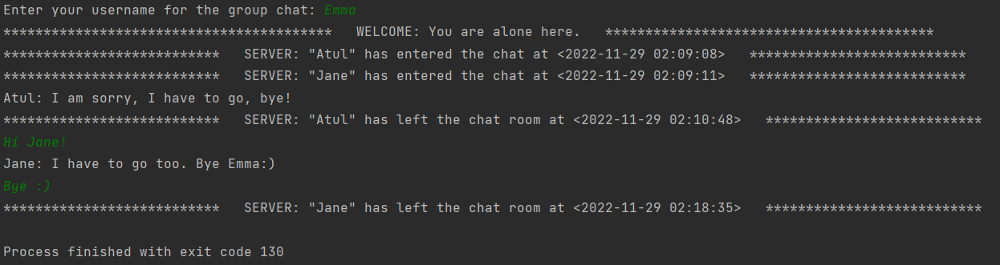 Enter your username for the group chat: Emma
*****************************************   WELCOME: You are alone here.   *****************************************
***************************   SERVER: "Atul" has entered the chat at <2022-11-29 02:09:08>   ***************************
***************************   SERVER: "Jane" has entered the chat at <2022-11-29 02:09:11>   ***************************
Atul: I am sorry, I have to go, bye!
***************************   SERVER: "Atul" has left the chat room at <2022-11-29 02:10:48>   ***************************
Hi Jane!
Jane: I have to go too. Bye Emma:)
Bye :)
***************************   SERVER: "Jane" has left the chat room at <2022-11-29 02:18:35>   ***************************
Process finished with exit code 130